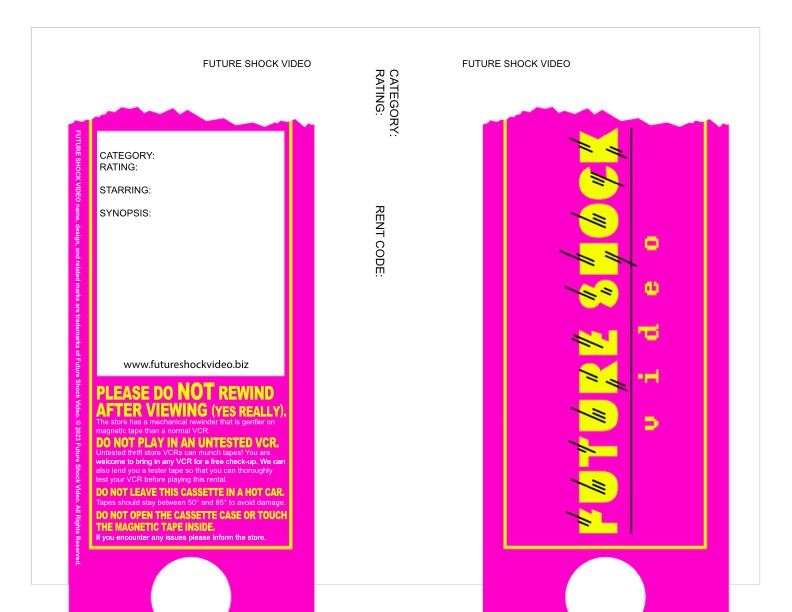 FUTURE SHOCK VIDEO
FUTURE SHOCK VIDEO name, design, and related marks are trademarks of Future Shock Video. © 2023 Future Shock Video. All Rights Reserved.
CATEGORY:
RATING:
STARRING:
SYNOPSIS:
www.futureshockvideo.biz
PLEASE DO NOT REWIND
AFTER VIEWING (YES REALLY).
The store has a mechanical rewinder that is gentler on
magnetic tape than a normal VCR.
DO NOT PLAY IN AN UNTESTED VCR.
Untested thrift store VCRs can munch tapes! You are
welcome to bring in any VCR for a free check-up. We can
also lend you a tester tape so that you can thoroughly
test your VCR before playing this rental.
DO NOT LEAVE THIS CASSETTE IN A HOT CAR.
Tapes should stay between 50° and 85° to avoid damage.
DO NOT OPEN THE CASSETTE CASE OR TOUCH
THE MAGNETIC TAPE INSIDE.
If you encounter any issues please inform the store.
CATEGORY:
RATING:
RENT CODE:
FUTURE SHOCK VIDEO
FUTURE SHOCK
video